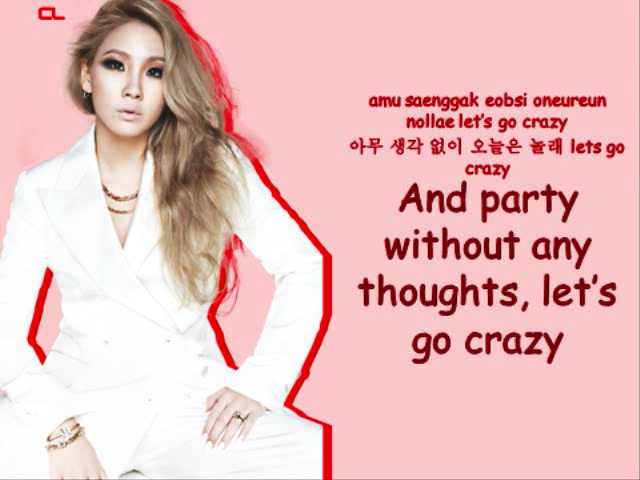 CL
amu saenggak eobsi oneureun
nollae let's go crazy
아무 생각 없이 오늘은 놀래 lets go
crazy
And party
without any
thoughts, let's
go crazy